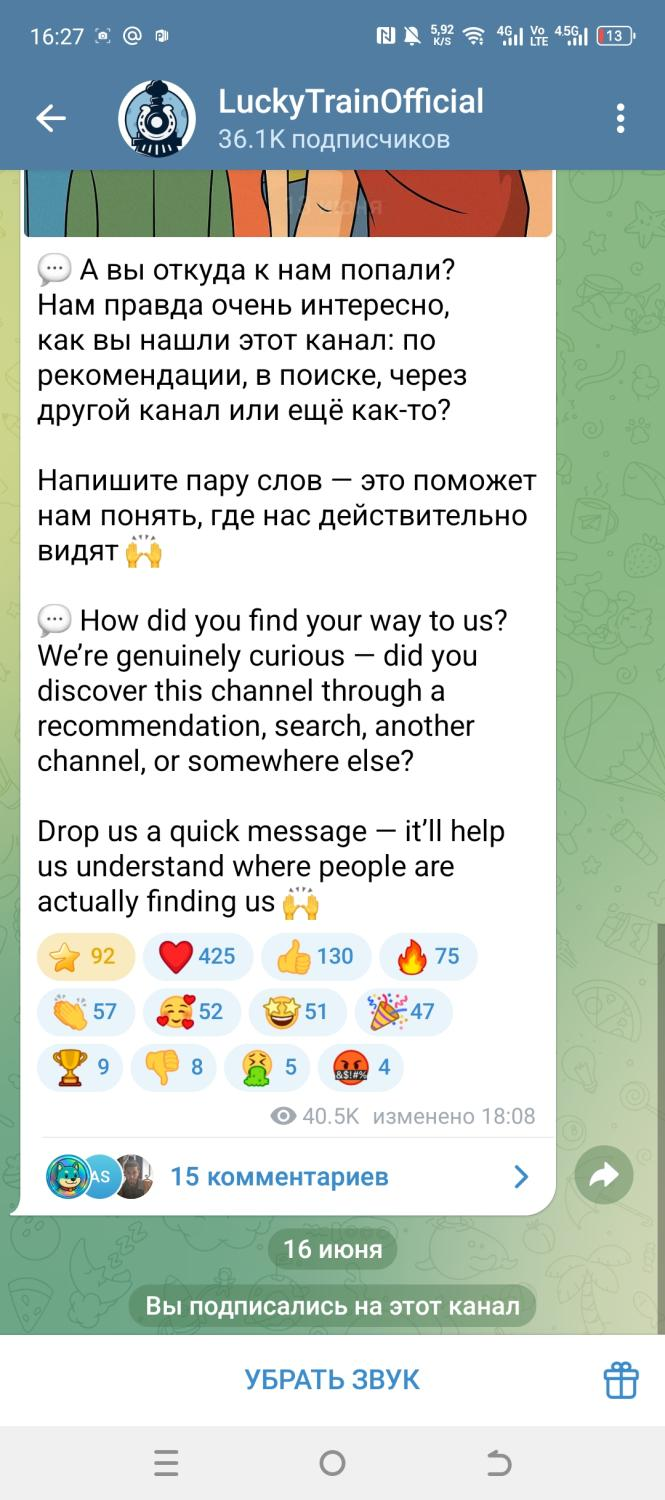 16:27
5,92
K/S
4G
Vo
LTE
4.5G
13
LuckyTrainOfficial
36.1K подписчиков
13 июня
💬 А вы откуда к нам попали?
Нам правда очень интересно,
как вы нашли этот канал: по
рекомендации, в поиске, через
другой канал или ещё как-то?
Напишите пару слов — это поможет
нам понять, где нас действительно
видят 🙌
💬 How did you find your way to us?
We’re genuinely curious — did you
discover this channel through a
recommendation, search, another
channel, or somewhere else?
Drop us a quick message — it’ll help
us understand where people are
actually finding us 🙌
⭐ 92 ❤️ 425 👍 130 🔥 75
👏 57 🥰 52 🤩 51 🎉 47
🏆 9 👎 8 🤮 5 🤬 4
40.5K изменено 18:08
AS
15 комментариев
16 июня
Вы подписались на этот канал
УБРАТЬ ЗВУК